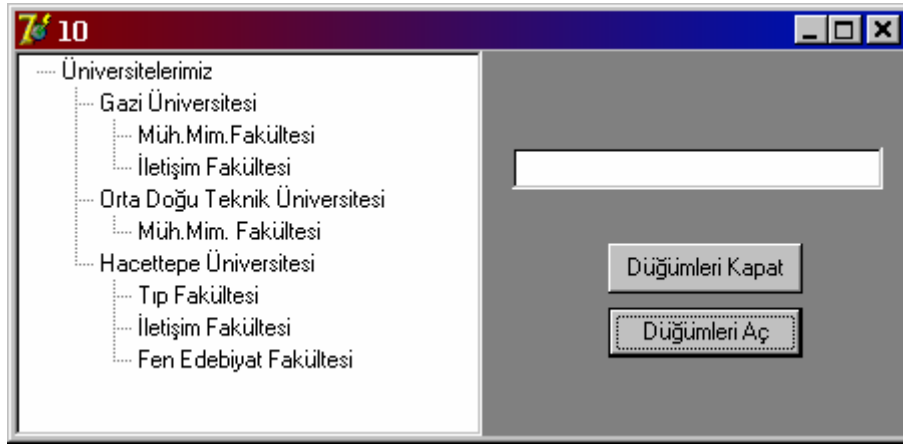 10
Üniversitelerimiz
Gazi Üniversitesi
Müh.Mim.Fakültesi
İletişim Fakültesi
Orta Doğu Teknik Üniversitesi
Müh.Mim. Fakültesi
Hacettepe Üniversitesi
Tıp Fakültesi
İletişim Fakültesi
Fen Edebiyat Fakültesi
Düğümleri Kapat
Düğümleri Aç